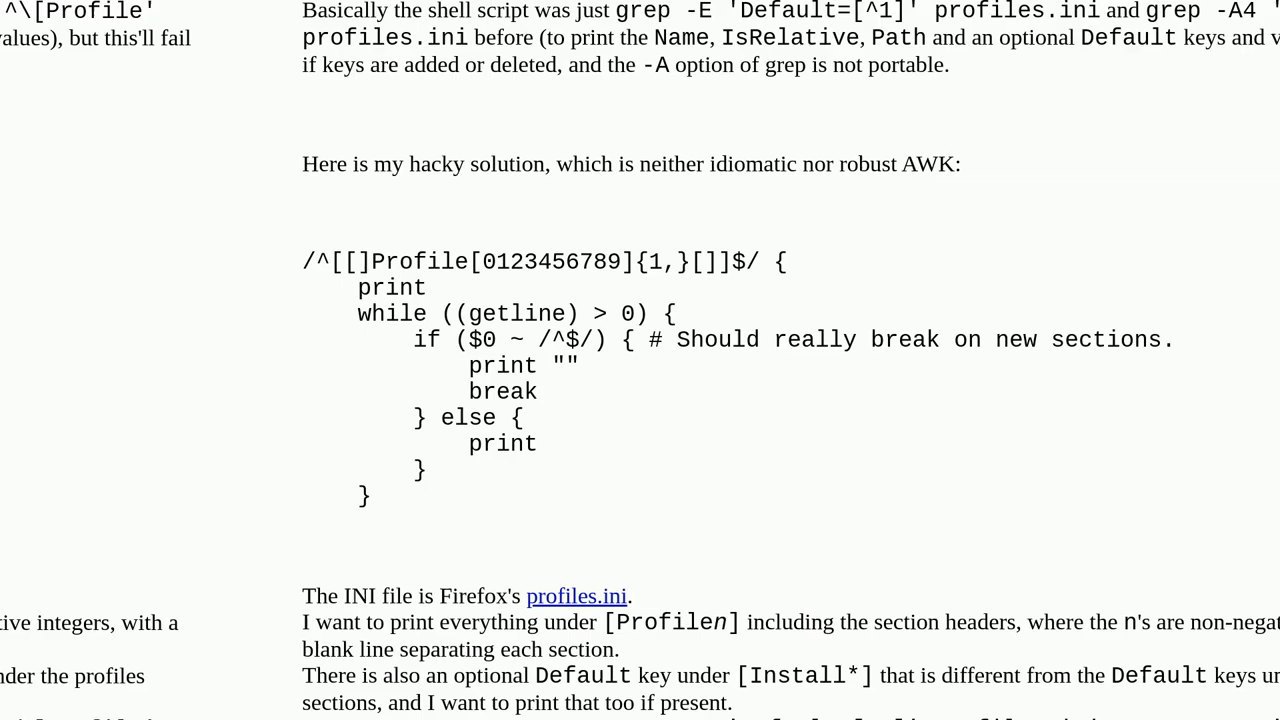 ^\[Profile'
alues), but this'll fail
tive integers, with a
nder the profiles
Basically the shell script was just grep -E 'Default=[^1]' profiles.ini and grep -A4 '
profiles.ini before (to print the Name, IsRelative, Path and an optional Default keys and v
if keys are added or deleted, and the -A option of grep is not portable.
Here is my hacky solution, which is neither idiomatic nor robust AWK:
/^[[]Profile[0123456789]{1,}[]]$/ {
    print
    while ((getline) > 0) {
        if ($0 ~ /^$/) { # Should really break on new sections.
            print ""
            break
        } else {
            print
        }
    }
The INI file is Firefox's profiles.ini.
I want to print everything under [Profilen] including the section headers, where the n's are non-negat
blank line separating each section.
There is also an optional Default key under [Install*] that is different from the Default keys un
sections, and I want to print that too if present.